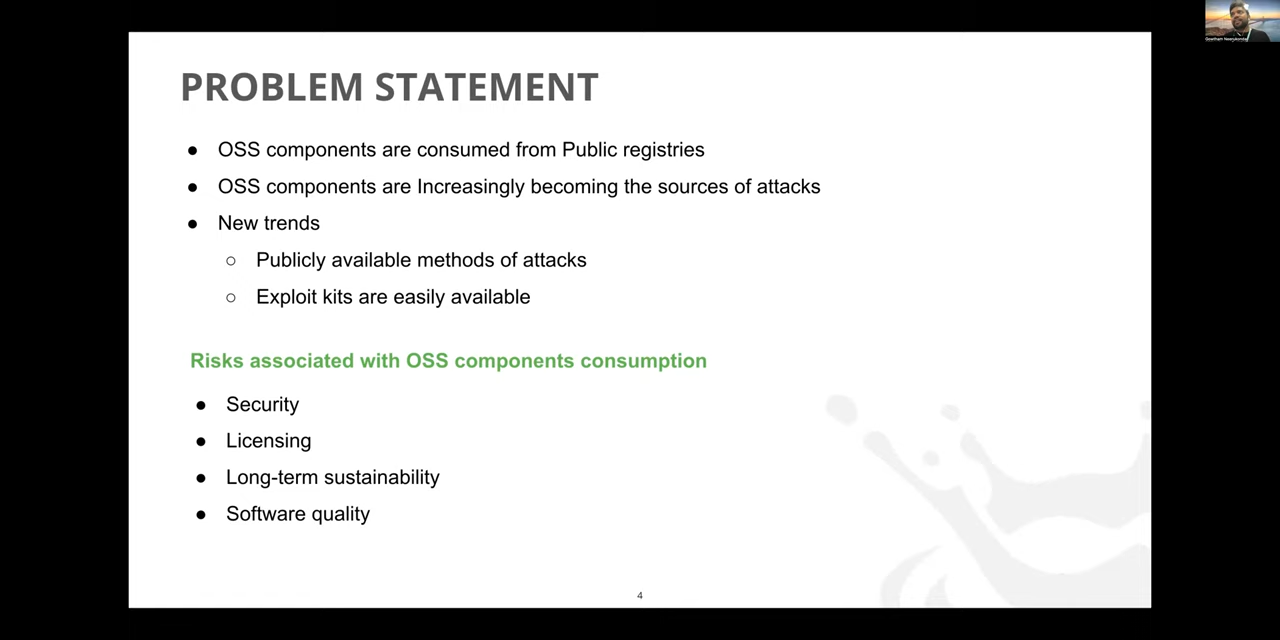 PROBLEM STATEMENT
● OSS components are consumed from Public registries
● OSS components are Increasingly becoming the sources of attacks
● New trends
○ Publicly available methods of attacks
○ Exploit kits are easily available
Risks associated with OSS components consumption
● Security
● Licensing
● Long-term sustainability
● Software quality
4